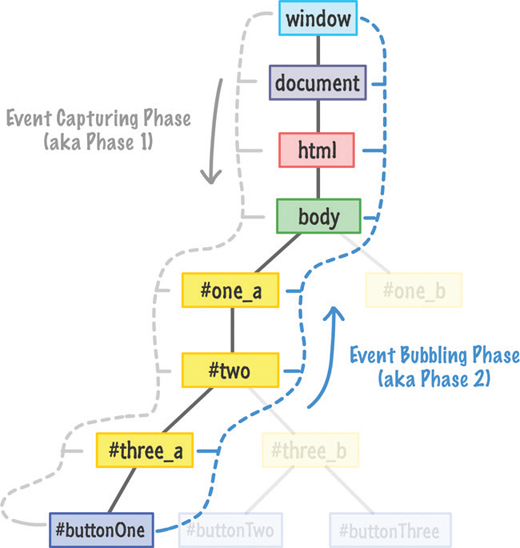 window
document
Event Capturing Phase
(aka Phase 1)
html
body
#one_a
#one_b
Event Bubbling Phase
(aka Phase 2)
#two
#three_a
#three_b
#buttonOne
#buttonTwo
#buttonThree